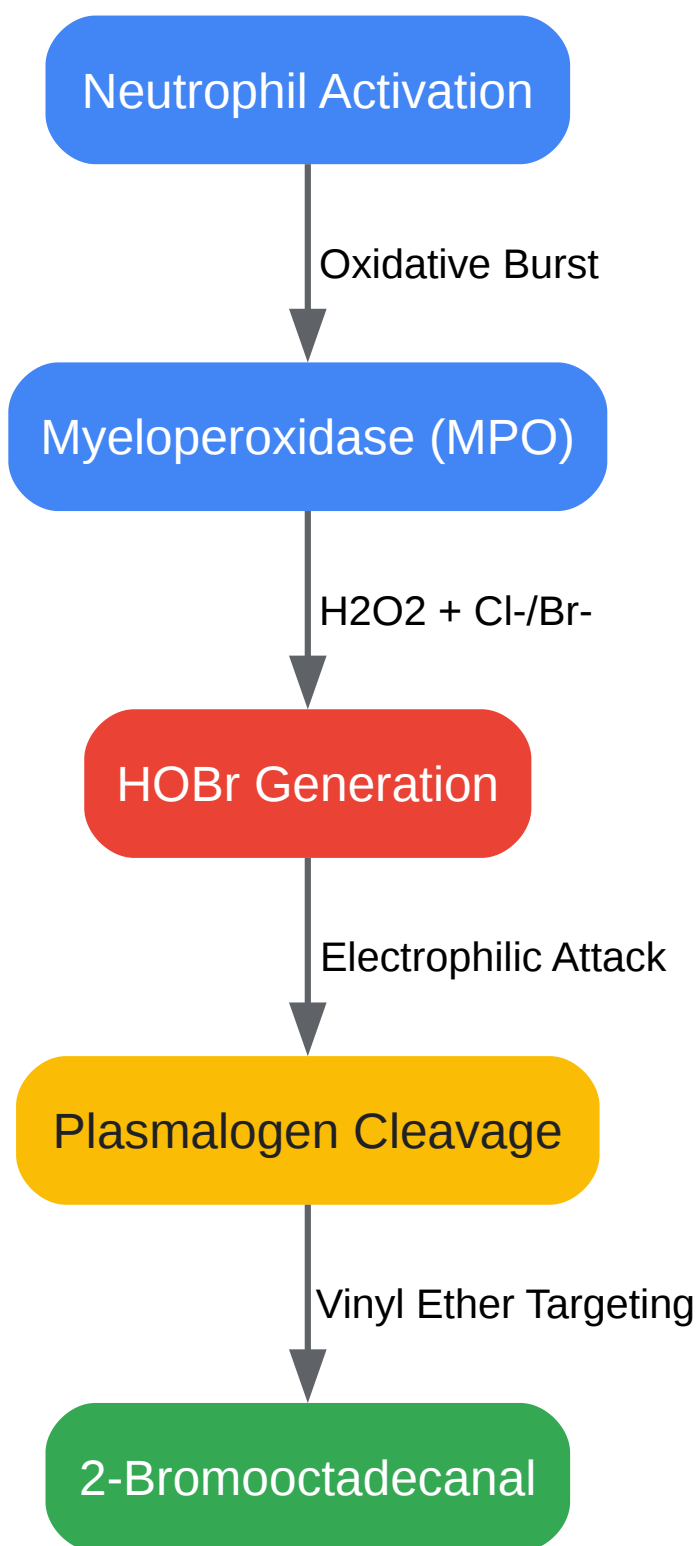 Neutrophil Activation
Oxidative Burst
Myeloperoxidase (MPO)
H2O2 + Cl-/Br-
HOBr Generation
Electrophilic Attack
Plasmalogen Cleavage
Vinyl Ether Targeting
2-Bromooctadecanal